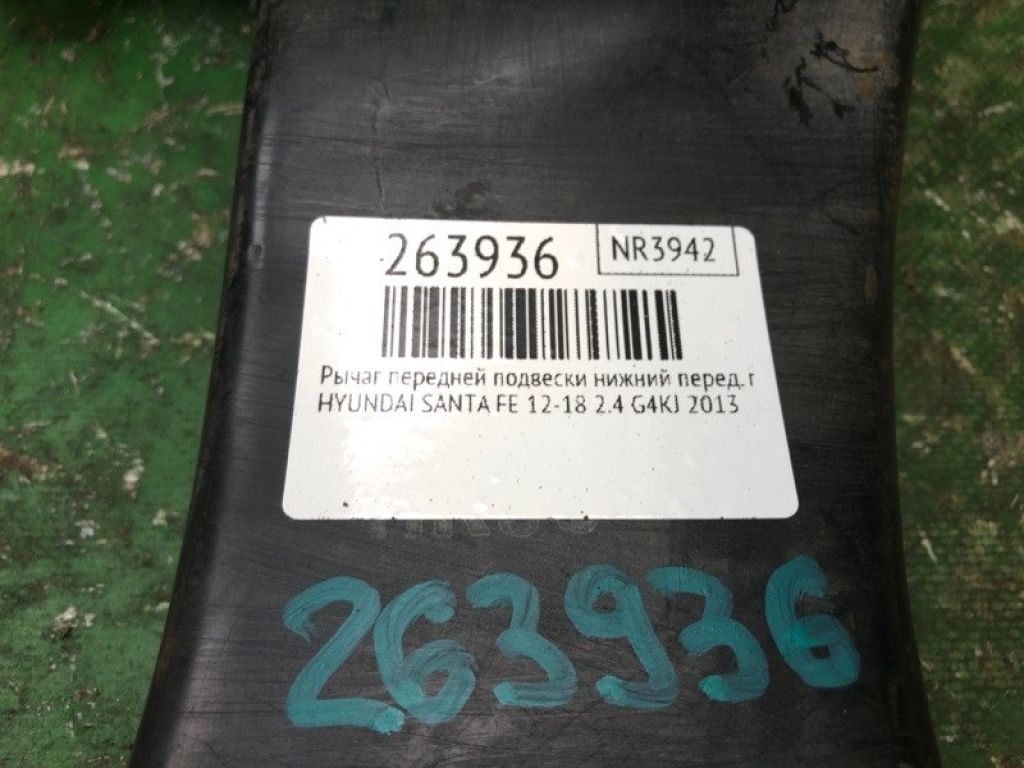 263936
NR3942
Рычаг передней подвески нижний перед. г
HYUNDAI SANTA FE 12-18 2.4 G4KJ 2013
263936